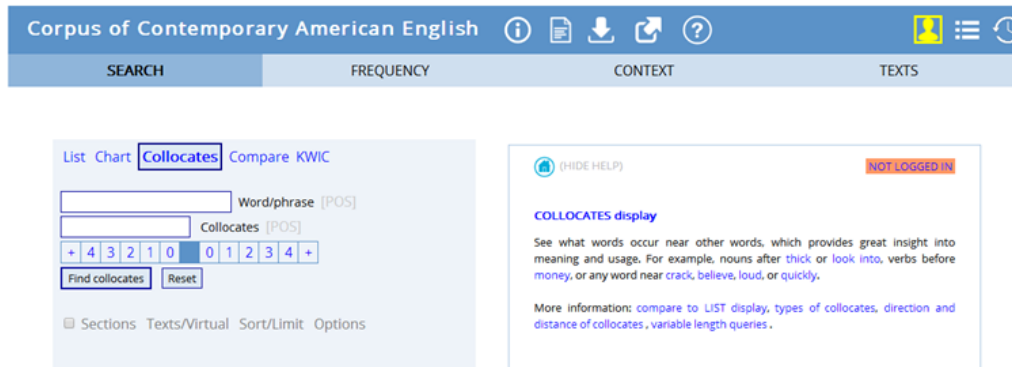 Corpus of Contemporary American English
SEARCH FREQUENCY CONTEXT TEXTS
List Chart Collocates Compare KWIC
Word/phrase [POS]
Collocates [POS]
+ 4 3 2 1 0 0 1 2 3 4 +
Find collocates Reset
Sections Texts/Virtual Sort/Limit Options
(HIDE HELP) NOT LOGGED IN
COLLOCATES display
See what words occur near other words, which provides great insight into
meaning and usage. For example, nouns after thick or look into, verbs before
money, or any word near crack, believe, loud, or quickly.
More information: compare to LIST display, types of collocates, direction and
distance of collocates , variable length queries .